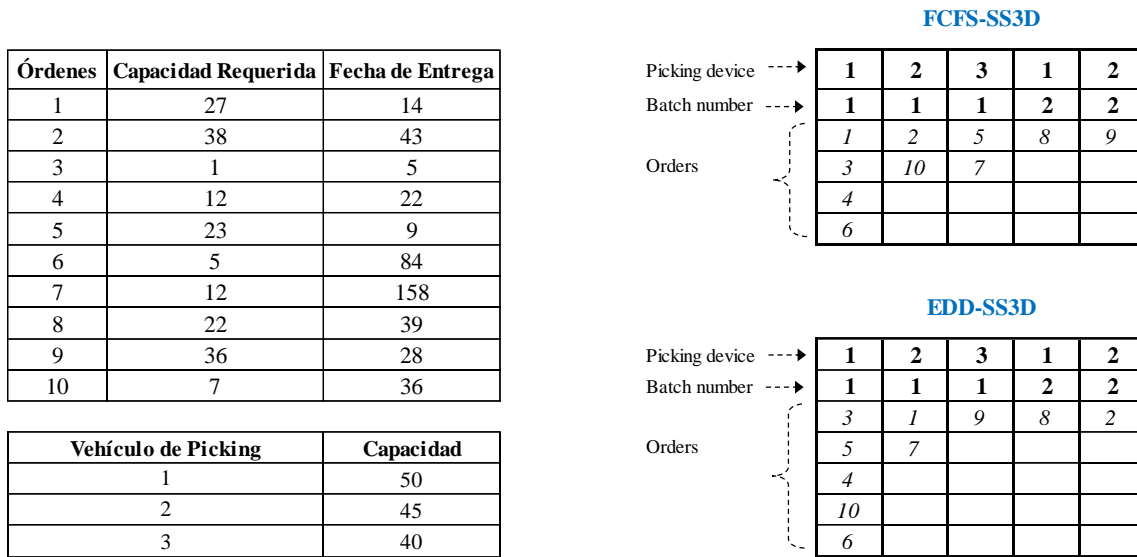 Órdenes Capacidad Requerida Fecha de Entrega
1 27 14
2 38 43
3 1 5
4 12 22
5 23 9
6 5 84
7 12 158
8 22 39
9 36 28
10 7 36
Vehículo de Picking Capacidad
1 50
2 45
3 40
FCFS-SS3D
Picking device 1 2 3 1 2
Batch number 1 1 1 2 2
1 2 5 8 9
Orders 3 10 7
4
6
EDD-SS3D
Picking device 1 2 3 1 2
Batch number 1 1 1 2 2
3 1 9 8 2
Orders 5 7
4
10
6